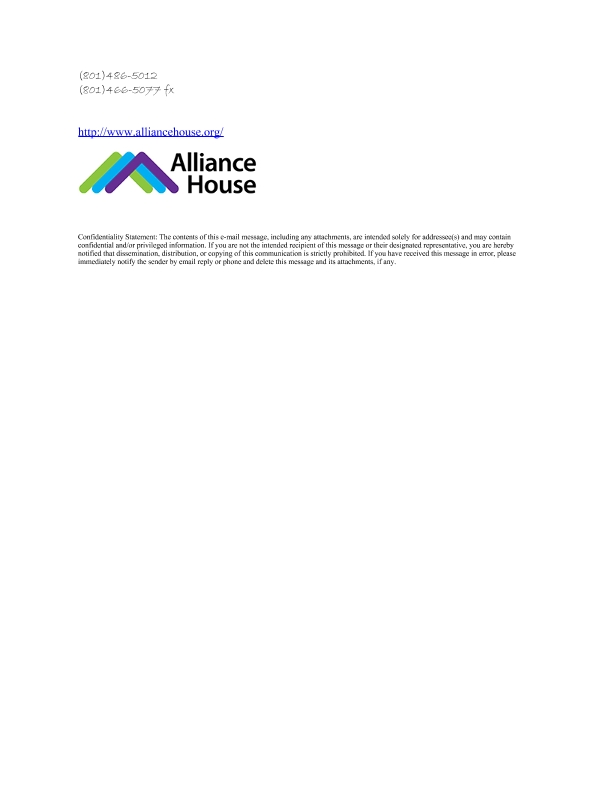 (801)486-5012
(801)466-5077 fx
http://www.alliancehouse.org/
Alliance
House
Confidentiality Statement: The contents of this e-mail message, including any attachments, are intended solely for addressee(s) and may contain
confidential and/or privileged information. If you are not the intended recipient of this message or their designated representative, you are hereby
notified that dissemination, distribution, or copying of this communication is strictly prohibited. If you have received this message in error, please
immediately notify the sender by email reply or phone and delete this message and its attachments, if any.